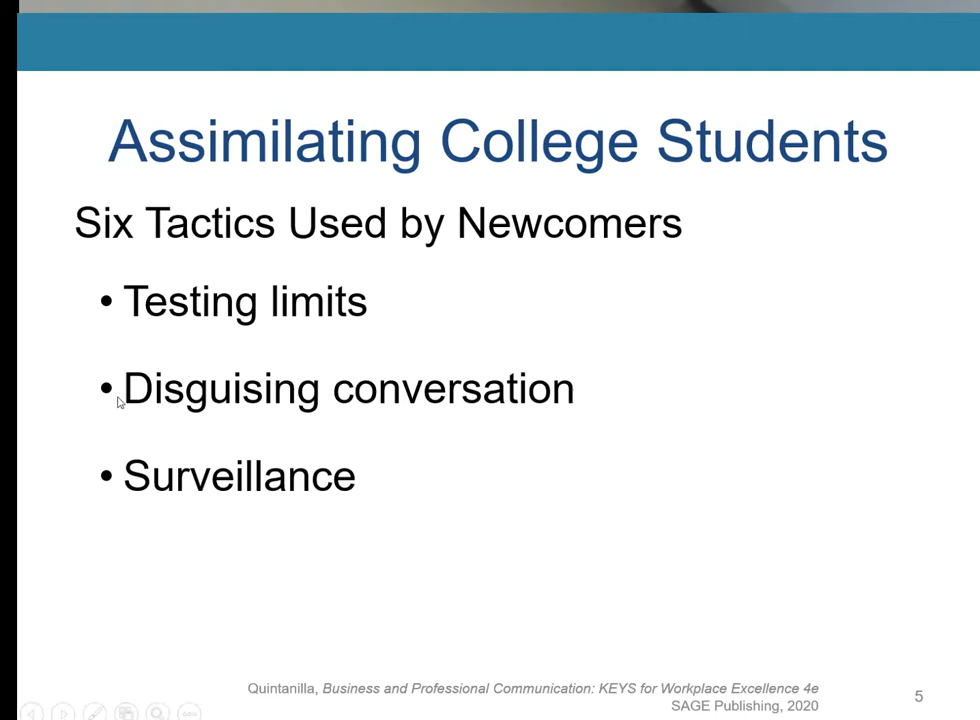 Assimilating College Students
Six Tactics Used by Newcomers
• Testing limits
• Disguising conversation
• Surveillance
Quintanilla, Business and Professional Communication: KEYS for Workplace Excellence 4e
SAGE Publishing, 2020
5